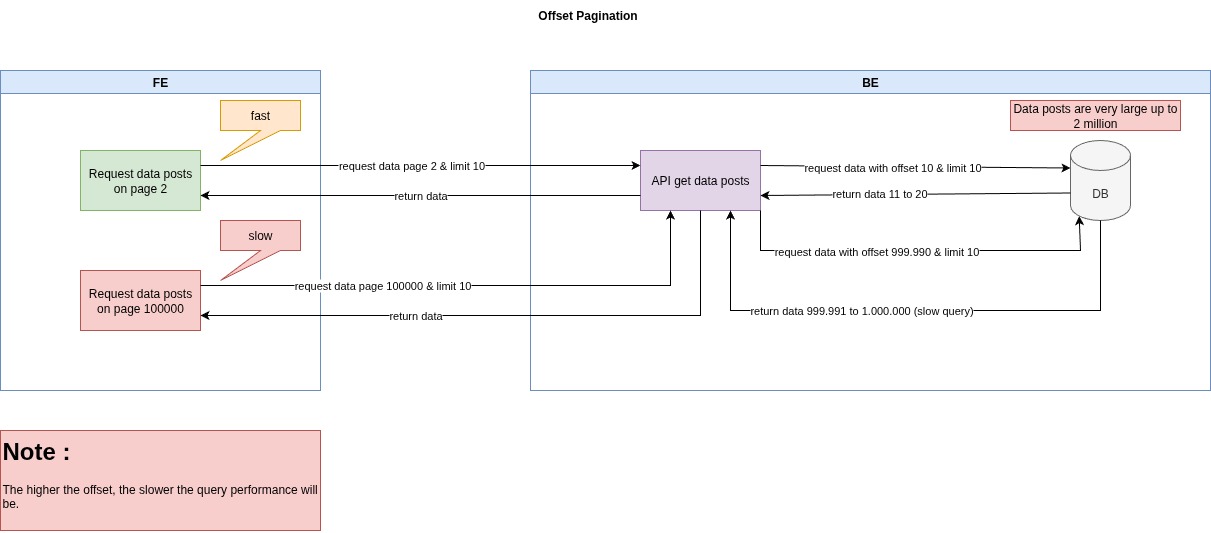 Offset Pagination
FE
BE
fast
Data posts are very large up to
2 million
Request data posts
on page 2
request data page 2 & limit 10
return data
API get data posts
request data with offset 10 & limit 10
return data 11 to 20
DB
slow
request data with offset 999.990 & limit 10
Request data posts
on page 100000
request data page 100000 & limit 10
return data
return data 999.991 to 1.000.000 (slow query)
Note :
The higher the offset, the slower the query performance will
be.